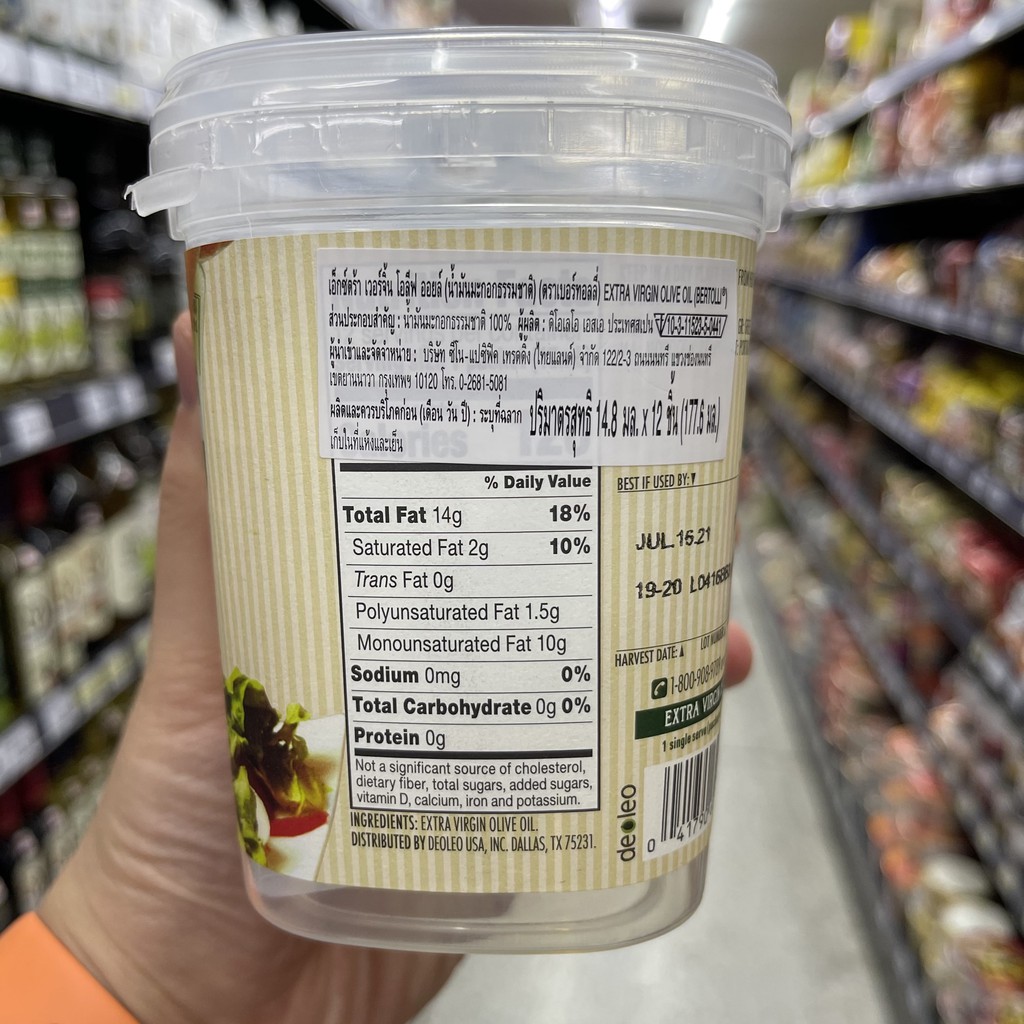 เอ็กซ์ตร้า เวอร์จิ้น โอลีฟ ออยล์ (น้ำมันมะกอกธรรมชาติ) (ตราเบอร์ทอลลี่) EXTRA VIRGIN OLIVE OIL (BERTOLLI®)
ส่วนประกอบสำคัญ : น้ำมันมะกอกธรรมชาติ 100% ผู้ผลิต : ดิโอเลโอ เอสเอ ประเทศสเปน 10-3-11523-5-0441
ผู้นำเข้าและจัดจำหน่าย : บริษัท ซีโน-แปซิฟิค เทรดดิ้ง (ไทยแลนด์) จำกัด 122/2-3 ถนนนนทรี แขวงช่องนนทรี
เขตยานนาวา กรุงเทพฯ 10120 โทร. 0-2681-5081
ผลิตและควรบริโภคก่อน (เดือน วัน ปี) : ระบุที่ฉลาก ปริมาตรสุทธิ 14.8 มล. x 12 ชิ้น (177.6 มล.)
เก็บในที่แห้งและเย็น
% Daily Value
Total Fat 14g 18%
Saturated Fat 2g 10%
Trans Fat 0g
Polyunsaturated Fat 1.5g
Monounsaturated Fat 10g
Sodium 0mg 0%
Total Carbohydrate 0g 0%
Protein 0g
Not a significant source of cholesterol,
dietary fiber, total sugars, added sugars,
vitamin D, calcium, iron and potassium.
INGREDIENTS: EXTRA VIRGIN OLIVE OIL.
DISTRIBUTED BY DEOLEO USA, INC. DALLAS, TX 75231.
BEST IF USED BY:▼
JUL.15.21
19-20
LOT
HARVEST DATE:▲
1-800-908-9
EXTRA
1 single
deoleo
0 41790